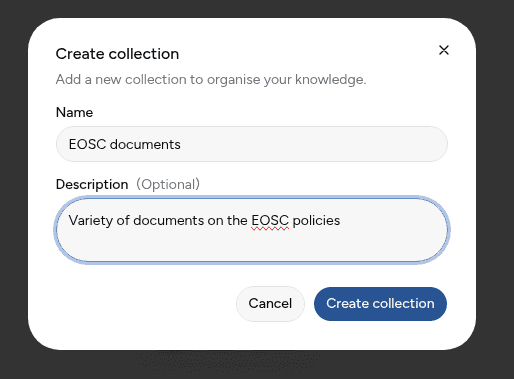 Create collection
Add a new collection to organise your knowledge.
Name
EOSC documents
Description (Optional)
Variety of documents on the EOSC policies
Cancel Create collection